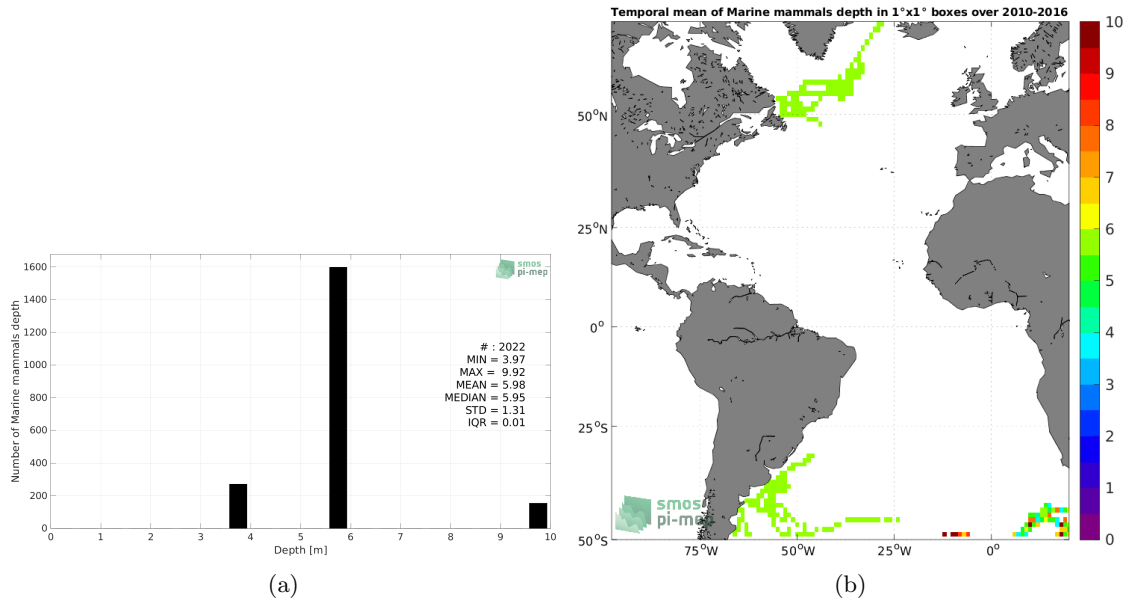 Temporal mean of Marine mammals depth in 1°x1° boxes over 2010-2016
1600
1400
1200
1000
800
600
400
200
0
Number of Marine mammals depth
smos
pi-mep
# : 2022
MIN = 3.97
MAX = 9.92
MEAN = 5.98
MEDIAN = 5.95
STD = 1.31
IQR = 0.01
0 1 2 3 4 5 6 7 8 9 10
Depth [m]
(a)
50°N
25°N
0°
25°S
50°S
75°W 50°W 25°W 0°
smos
pi-mep
10
9
8
7
6
5
4
3
2
1
0
(b)